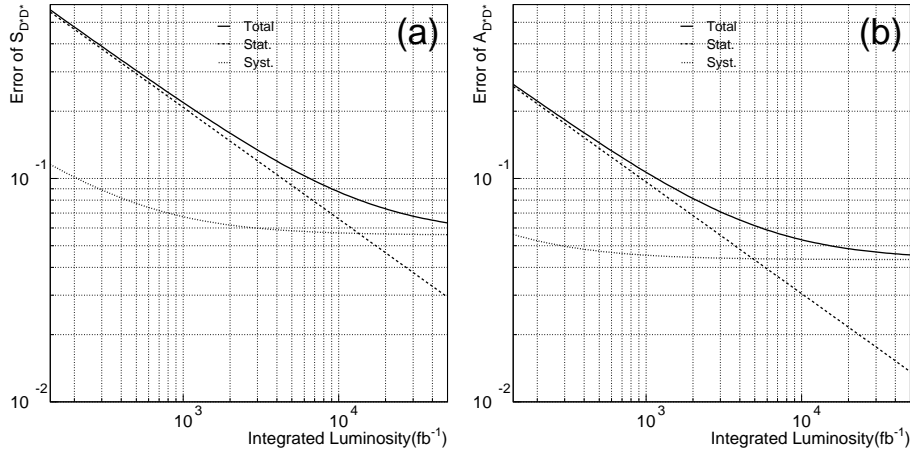 Error of S_{D*D*}
(a)
Total
Stat.
Syst.
10^{-1}
10^{-2}
10^{3}
10^{4}
Integrated Luminosity(fb^{-1})
Error of A_{D*D*}
(b)
Total
Stat.
Syst.
10^{-1}
10^{-2}
10^{3}
10^{4}
Integrated Luminosity(fb^{-1})